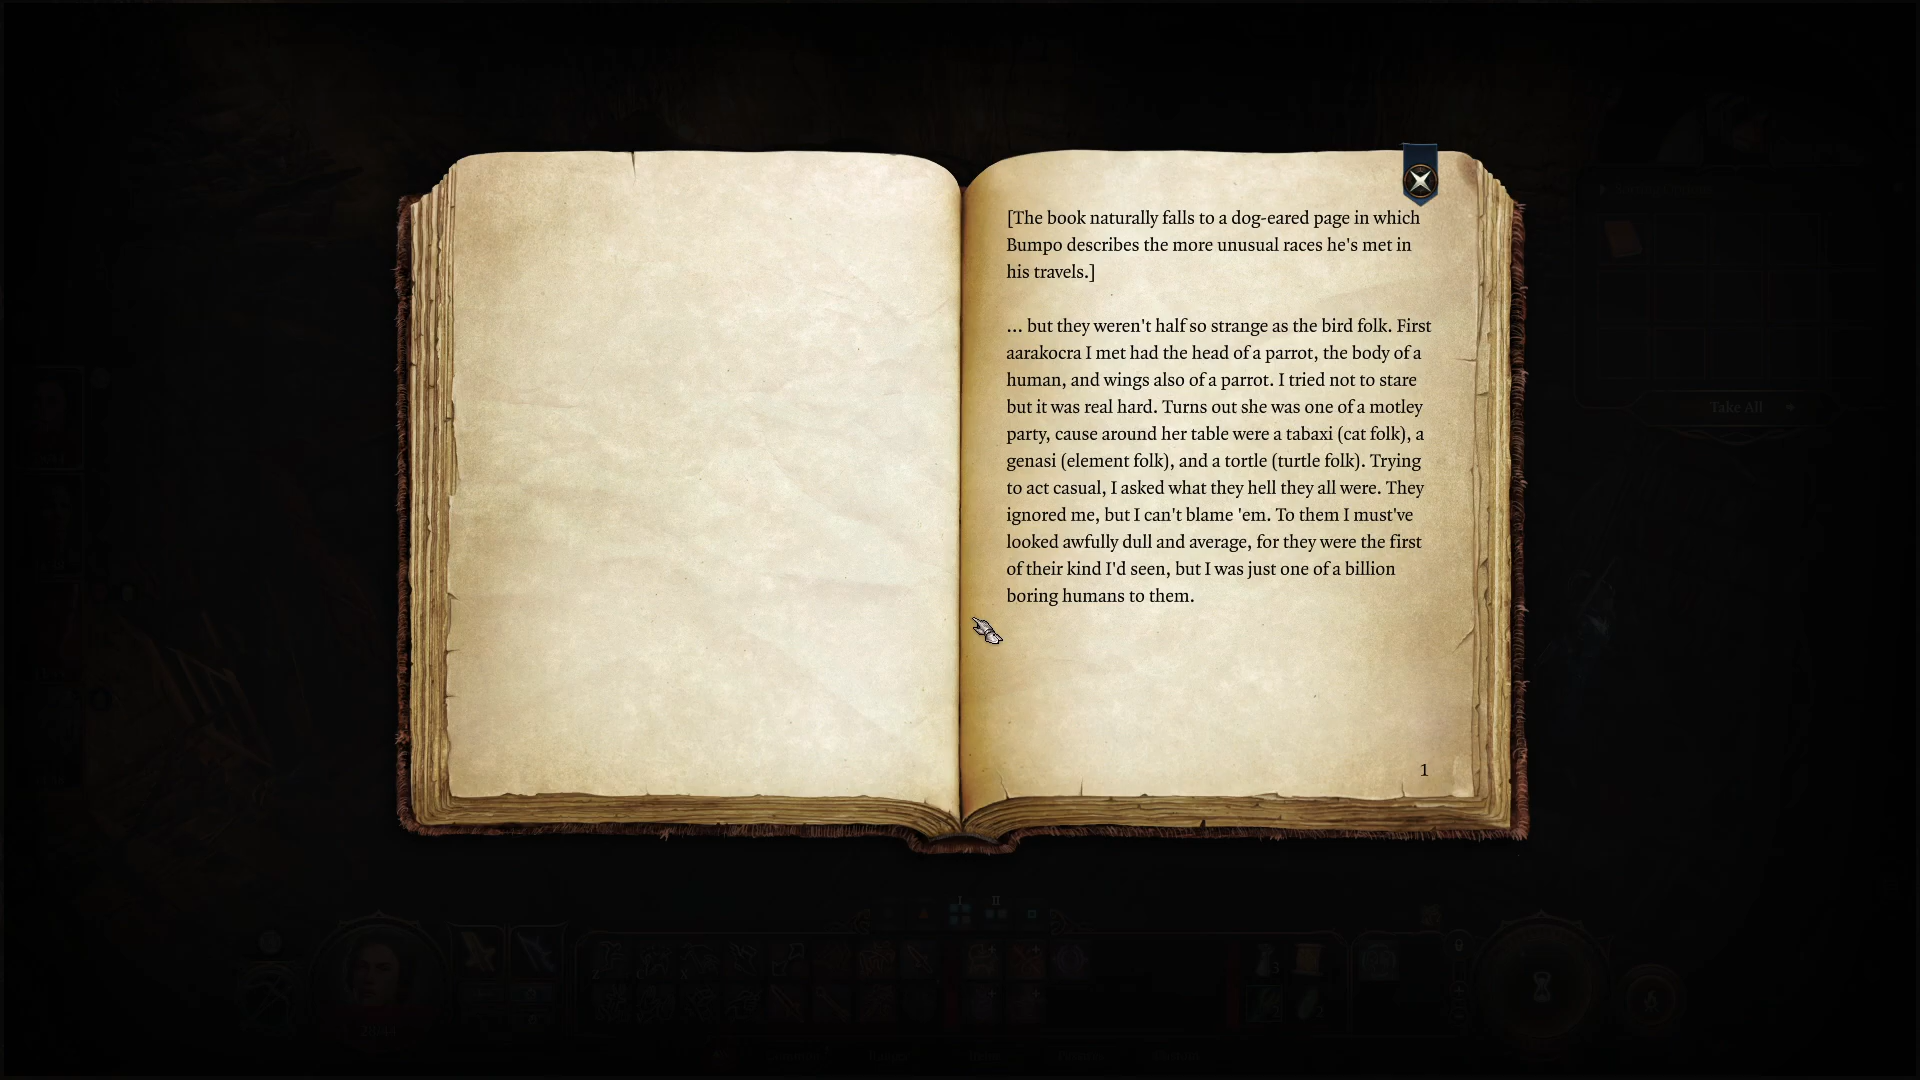 [The book naturally falls to a dog-eared page in which
Bumpo describes the more unusual races he's met in
his travels.]
... but they weren't half so strange as the bird folk. First
aarakocra I met had the head of a parrot, the body of a
human, and wings also of a parrot. I tried not to stare
but it was real hard. Turns out she was one of a motley
party, cause around her table were a tabaxi (cat folk), a
genasi (element folk), and a tortle (turtle folk). Trying
to act casual, I asked what they hell they all were. They
ignored me, but I can't blame 'em. To them I must've
looked awfully dull and average, for they were the first
of their kind I'd seen, but I was just one of a billion
boring humans to them.
1
Take All
I II